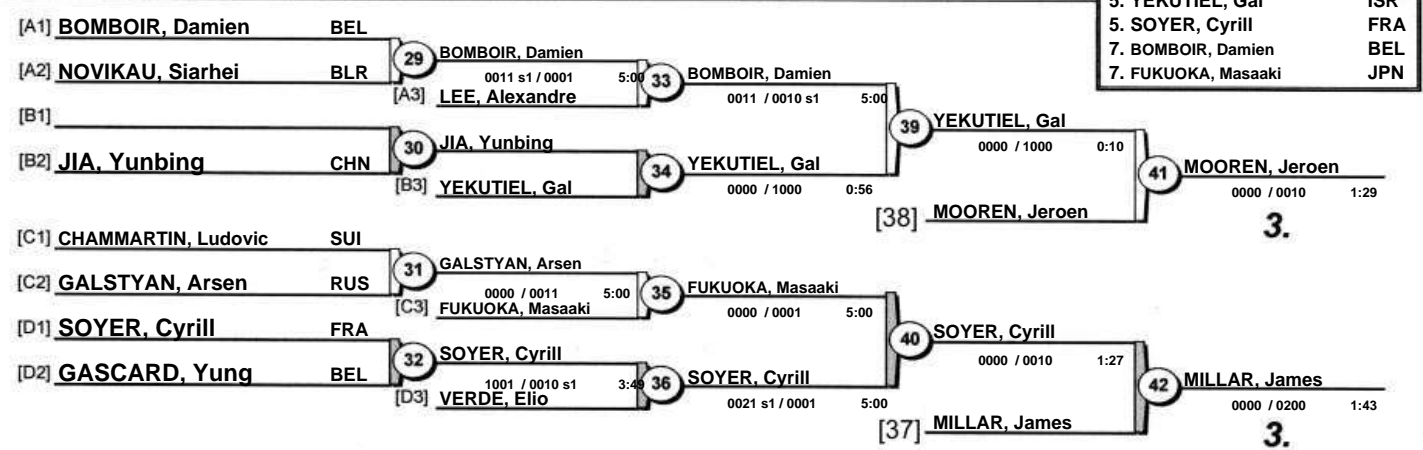 5. YEKUTIEL, Gal ISR
5. SOYER, Cyrill FRA
7. BOMBOIR, Damien BEL
7. FUKUOKA, Masaaki JPN
[A1] BOMBOIR, Damien BEL
29 BOMBOIR, Damien
0011 s1 / 0001 5:00
[A2] NOVIKAU, Siarhei BLR
[A3] LEE, Alexandre
33 BOMBOIR, Damien
0011 / 0010 s1 5:00
[B1]
30 JIA, Yunbing
[B2] JIA, Yunbing CHN
[B3] YEKUTIEL, Gal
34 YEKUTIEL, Gal
0000 / 1000 0:56
39 YEKUTIEL, Gal
0000 / 1000 0:10
[38] MOOREN, Jeroen
41 MOOREN, Jeroen
0000 / 0010 1:29
3.
[C1] CHAMMARTIN, Ludovic SUI
31 GALSTYAN, Arsen
0000 / 0011 5:00
[C2] GALSTYAN, Arsen RUS
[C3] FUKUOKA, Masaaki
35 FUKUOKA, Masaaki
0000 / 0001 5:00
[D1] SOYER, Cyrill FRA
32 SOYER, Cyrill
1001 / 0010 s1 3:49
[D2] GASCARD, Yung BEL
[D3] VERDE, Elio
36 SOYER, Cyrill
0021 s1 / 0001 5:00
40 SOYER, Cyrill
0000 / 0010 1:27
[37] MILLAR, James
42 MILLAR, James
0000 / 0200 1:43
3.